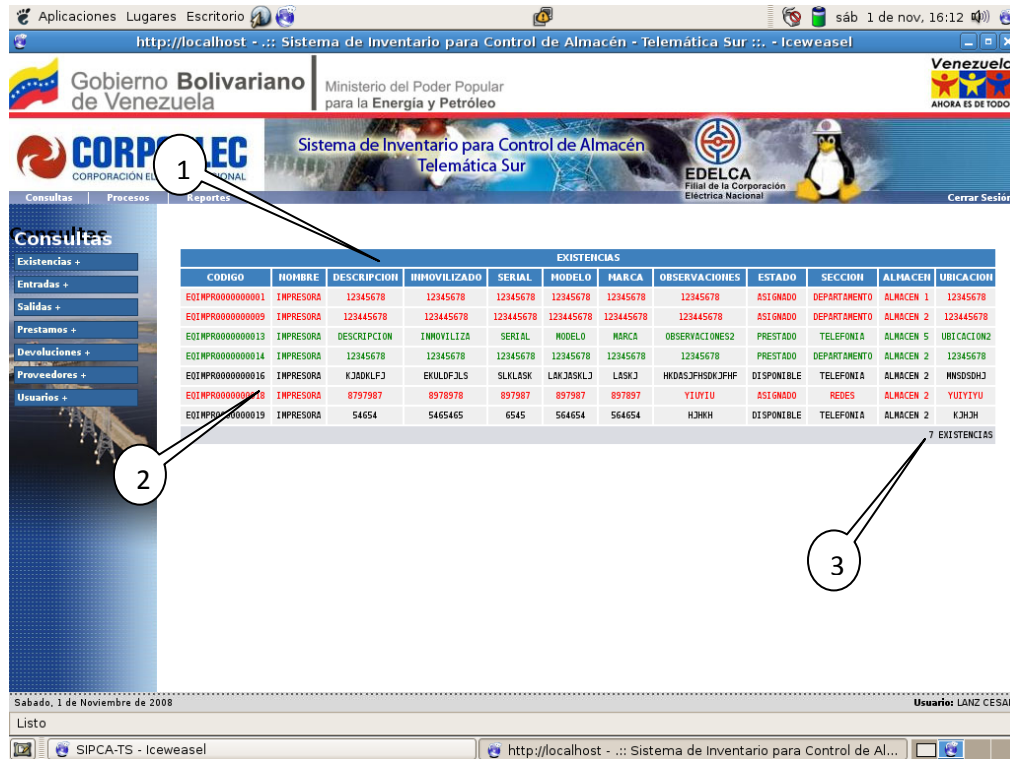 Aplicaciones Lugares Escritorio sáb 1 de nov, 16:12
http://localhost - .:: Sistema de Inventario para Control de Almacén - Telemática Sur ::. - Iceweasel
Gobierno Bolivariano
de Venezuela
Ministerio del Poder Popular
para la Energía y Petróleo
Venezuela
AHORA ES DE TODO
CORP LEC
CORPORACIÓN EL IONAL
Sistema de Inventario para Control de Almacén
Telemática Sur
EDELCA
Filial de la Corporación
Eléctrica Nacional
1
Consultas Procesos Reportes Cerrar Sesión
Consultas
Existencias +
Entradas +
Salidas +
Prestamos +
Devoluciones +
Proveedores +
Usuarios +
EXISTENCIAS
CODIGO NOMBRE DESCRIPCION INMOVILIZADO SERIAL MODELO MARCA OBSERVACIONES ESTADO SECCION ALMACEN UBICACION
EQIMPR0000000001 IMPRESORA 12345678 12345678 12345678 12345678 12345678 12345678 ASIGNADO DEPARTAMENTO ALMACEN 1 12345678
EQIMPR0000000009 IMPRESORA 123445678 123445678 123445678 123445678 123445678 123445678 ASIGNADO DEPARTAMENTO ALMACEN 2 123445678
EQIMPR0000000013 IMPRESORA DESCRIPCION INMOVILIZA SERIAL MODELO MARCA OBSERVACIONES2 PRESTADO TELEFONIA ALMACEN 5 UBICACION2
EQIMPR0000000014 IMPRESORA 12345678 12345678 12345678 12345678 12345678 12345678 PRESTADO DEPARTAMENTO ALMACEN 2 12345678
EQIMPR0000000016 IMPRESORA KJADKLFJ EKULDFJLS SLKLASK LAKJASKLJ LASKJ HKDASJFHSDKJFHF DISPONIBLE TELEFONIA ALMACEN 2 MNSDSDHJ
EQIMPR0000000018 IMPRESORA 8797987 8978978 897987 897987 897897 YIUYIU ASIGNADO REDES ALMACEN 2 YUIYIYU
EQIMPR0000000019 IMPRESORA 54654 5465465 6545 564654 564654 HJHKH DISPONIBLE TELEFONIA ALMACEN 2 KJHJH
7 EXISTENCIAS
2
3
Sabado, 1 de Noviembre de 2008 Usuario: LANZ CESA
Listo
SIPCA-TS - Iceweasel http://localhost - .:: Sistema de Inventario para Control de Al...